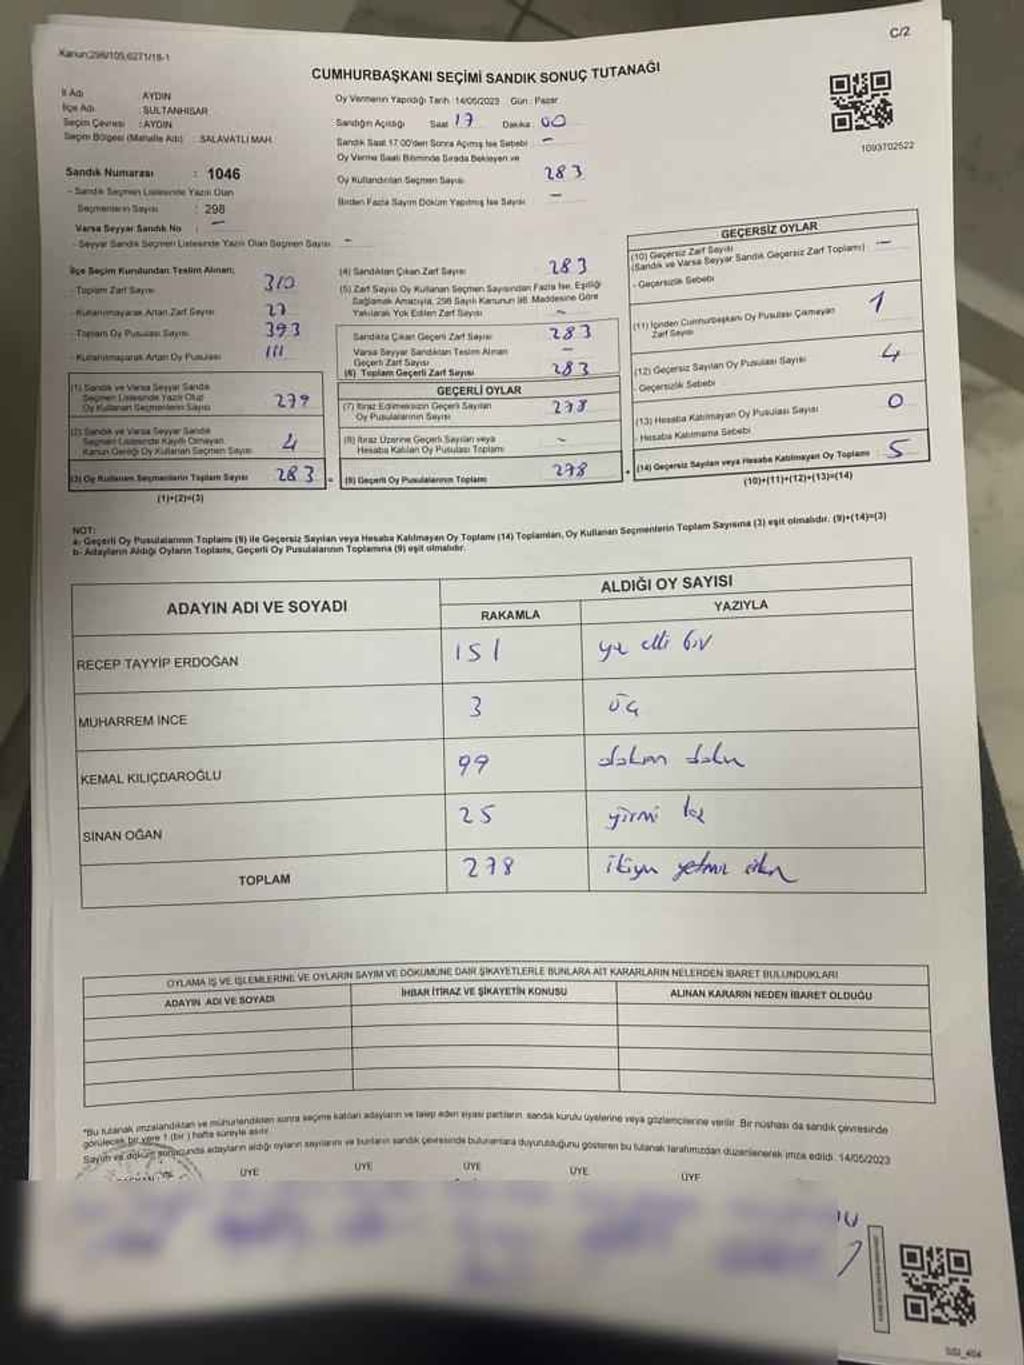 C/2
Kanun:298/105,6271/18-1
CUMHURBAŞKANI SEÇİMİ SANDIK SONUÇ TUTANAĞI
İl Adı : AYDIN
İlçe Adı : SULTANHİSAR
Seçim Çevresi : AYDIN
Seçim Bölgesi (Mahalle Adı) : SALAVATLI MAH.
Sandık Numarası : 1046
- Sandık Seçmen Listesinde Yazılı Olan
Seçmenlerin Sayısı : 298
Varsa Seyyar Sandık No : –
- Seyyar Sandık Seçmen Listesinde Yazılı Olan Seçmen Sayısı : –
Oy Vermenin Yapıldığı Tarih :14/05/2023 Gün : Pazar
Sandığın Açıldığı Saat : 17 Dakika : 00
Sandık Saat 17:00'den Sonra Açılmış İse Sebebi : –
Oy Verme Saati Bitiminde Sırada Bekleyen ve
Oy Kullandırılan Seçmen Sayısı 283
Birden Fazla Sayım Döküm Yapılmış İse Sayısı –
1093702522
İlçe Seçim Kurulundan Teslim Alınan;
- Toplam Zarf Sayısı 310
- Kullanılmayarak Artan Zarf Sayısı 27
- Toplam Oy Pusulası Sayısı 393
- Kullanılmayarak Artan Oy Pusulası 111
(1) Sandık ve Varsa Seyyar Sandık
Seçmen Listesinde Yazılı Olup
Oy Kullanan Seçmenlerin Sayısı 279
(2) Sandık ve Varsa Seyyar Sandık
Seçmen Listesinde Kayıtlı Olmayan
Kanun Gereği Oy Kullanan Seçmen Sayısı 4
(3) Oy Kullanan Seçmenlerin Toplam Sayısı 283
(1)+(2)=(3)
(4) Sandıktan Çıkan Zarf Sayısı 283
(5) Zarf Sayısı Oy Kullanan Seçmen Sayısından Fazla İse, Eşitliği
Sağlamak Amacıyla, 298 Sayılı Kanunun 98. Maddesine Göre
Yakılarak Yok Edilen Zarf Sayısı –
Sandıkta Çıkan Geçerli Zarf Sayısı 283
Varsa Seyyar Sandıktan Teslim Alınan
Geçerli Zarf Sayısı –
(6) Toplam Geçerli Zarf Sayısı 283
GEÇERLİ OYLAR
(7) İtiraz Edilmeksizin Geçerli Sayılan
Oy Pusulalarının Sayısı 278
(8) İtiraz Üzerine Geçerli Sayılan veya
Hesaba Katılan Oy Pusulası Toplamı –
(9) Geçerli Oy Pusulalarının Toplamı 278
GEÇERSİZ OYLAR
(10) Geçersiz Zarf Sayısı –
(Sandık ve Varsa Seyyar Sandık Geçersiz Zarf Toplamı)
- Geçersizlik Sebebi
(11) İçinden Cumhurbaşkanı Oy Pusulası Çıkmayan 1
Zarf Sayısı
(12) Geçersiz Sayılan Oy Pusulası Sayısı 4
- Geçersizlik Sebebi
(13) Hesaba Katılmayan Oy Pusulası Sayısı 0
- Hesaba Katılmama Sebebi
(14) Geçersiz Sayılan veya Hesaba Katılmayan Oy Toplamı : 5
(10)+(11)+(12)+(13)=(14)
NOT:
a- Geçerli Oy Pusulalarının Toplamı (9) ile Geçersiz Sayılan veya Hesaba Katılmayan Oy Toplamı (14) Toplamları, Oy Kullanan Seçmenlerin Toplam Sayısına (3) eşit olmalıdır. (9)+(14)=(3)
b- Adayların Aldığı Oyların Toplamı, Geçerli Oy Pusulalarının Toplamına (9) eşit olmalıdır.
ADAYIN ADI VE SOYADI
ALDIĞI OY SAYISI
RAKAMLA YAZIYLA
RECEP TAYYİP ERDOĞAN 151 yüz elli bir
MUHARREM İNCE 3 üç
KEMAL KILIÇDAROĞLU 99 doksan dokuz
SİNAN OĞAN 25 yirmi beş
TOPLAM 278 ikiyüz yetmiş sekiz
OYLAMA İŞ VE İŞLEMLERİNE VE OYLARIN SAYIM VE DÖKÜMÜNE DAİR ŞİKAYETLERLE BUNLARA AİT KARARLARIN NELERDEN İBARET BULUNDUKLARI
ADAYIN ADI VE SOYADI İHBAR İTİRAZ VE ŞİKAYETİN KONUSU ALINAN KARARIN NEDEN İBARET OLDUĞU
*Bu tutanak imzalandıktan ve mühürlendikten sonra seçime katılan adayların ve talep eden siyasi partilerin sandık kurulu üyelerine veya gözlemcilerine verilir. Bir nüshası da sandık çevresinde
görülecek bir yere 1 (bir) hafta süreyle asılır.
Sayım ve döküm sonucunda adayların aldığı oyların sayılarını ve bunların sandık çevresinde bulunanlara duyurulduğunu gösteren bu tutanak tarafımızdan düzenlenerek imza edildi. 14/05/2023
BAŞKAN ÜYE ÜYE ÜYE ÜYE ÜYE